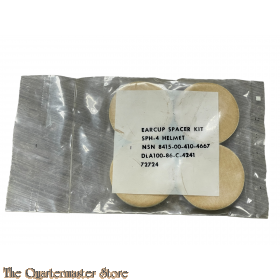 EARCUP SPACER KIT
SPH-4 HELMET
NSN 8415-00-410-4667
DLA100-86-C-4241
72724
The Quartermaster Store